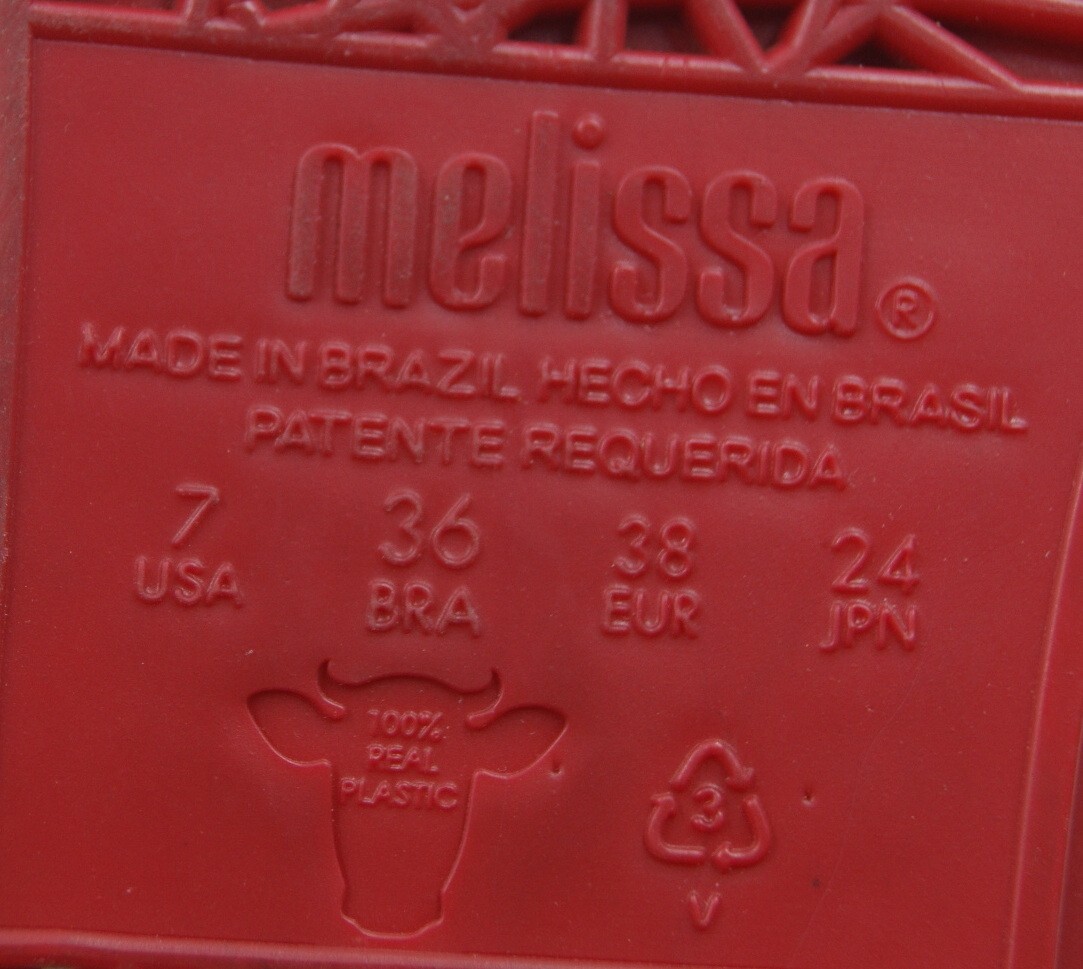 melissa®
MADE IN BRAZIL HECHO EN BRASIL
PATENTE REQUERIDA
7 36 38 24
USA BRA EUR JPN
100%
REAL
PLASTIC
3
V